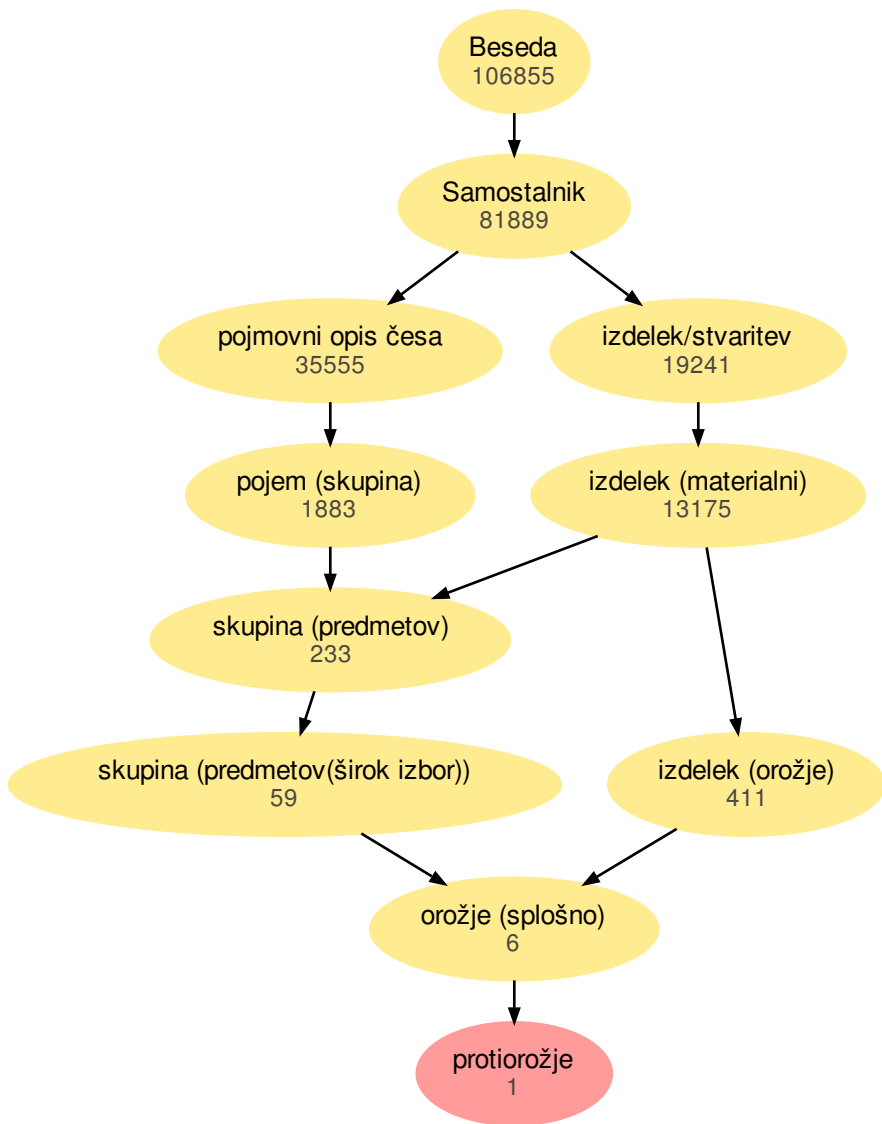 Beseda
106855
Samostalnik
81889
pojmovni opis česa
35555
izdelek/stvaritev
19241
pojem (skupina)
1883
izdelek (materialni)
13175
skupina (predmetov)
233
skupina (predmetov(širok izbor))
59
izdelek (orožje)
411
orožje (splošno)
6
protiorožje
1